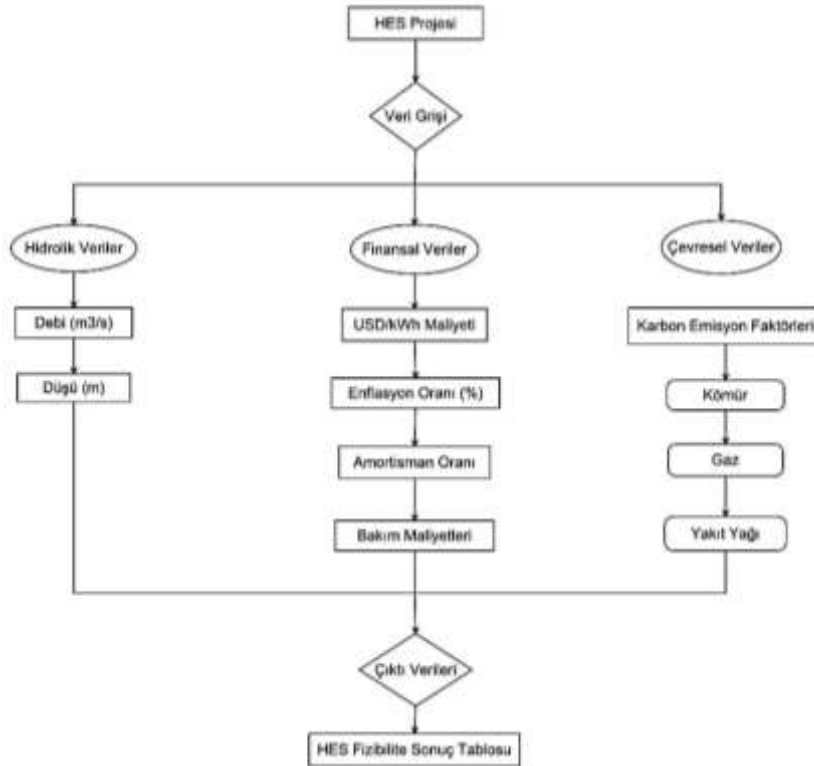 HES Projesi
Veri Grişi
Hidrolik Veriler
Finansal Veriler
Çevresel Veriler
Debi (m3/s)
USD/kWh Maliyeti
Karbon Emisyon Faktörleri
Düşü (m)
Enflasyon Oranı (%)
Kömür
Amortisman Oranı
Gaz
Bakım Maliyetleri
Yakıt Yağı
Çıktı Verileri
HES Fizibilite Sonuç Tablosu